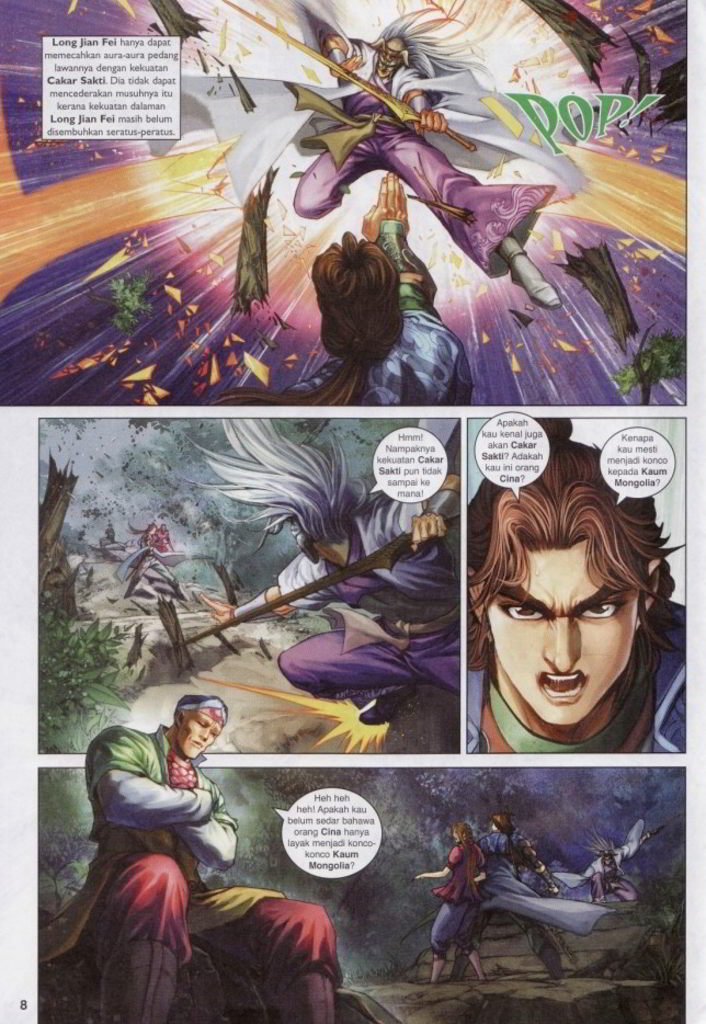 Long Jian Fei hanya dapat
memecahkan aura-aura pedang
lawannya dengan kekuatan
Cakar Sakti. Dia tidak dapat
mencederakan musuhnya itu
kerana kekuatan dalaman
Long Jian Fei masih belum
disembuhkan seratus-peratus.
POP!
Hmm!
Nampaknya
kekuatan Cakar
Sakti pun tidak
sampai ke
mana!
Apakah
kau kenal juga
akan Cakar
Sakti? Adakah
kau ini orang
Cina?
Kenapa
kau mesti
menjadi konco
kepada Kaum
Mongolia?
Heh heh
heh! Apakah kau
belum sedar bahawa
orang Cina hanya
layak menjadi konco-
konco Kaum
Mongolia?
8